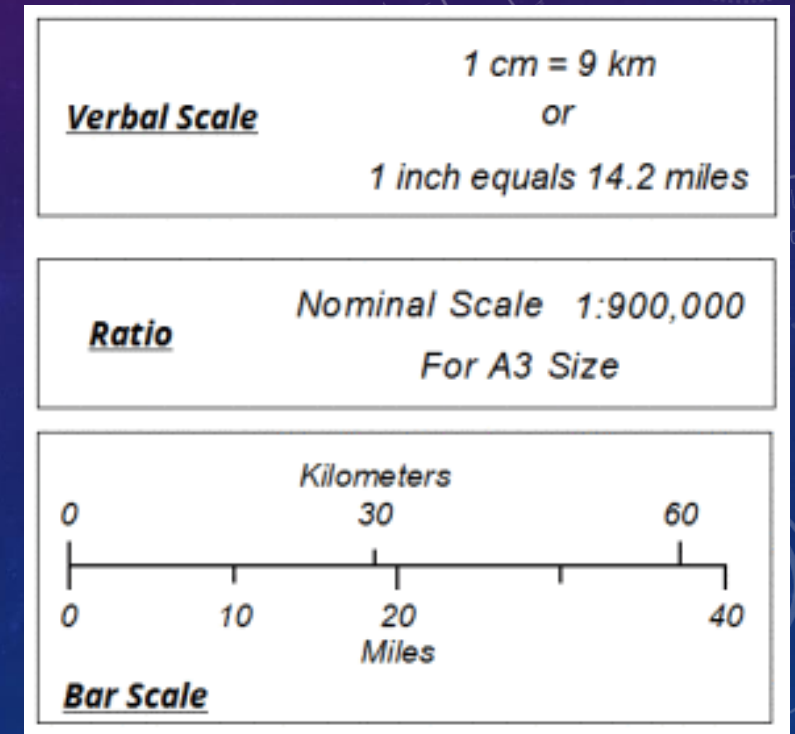 1 cm = 9 km
Verbal Scale
or
1 inch equals 14.2 miles
Nominal Scale 1:900,000
Ratio
For A3 Size
Kilometers
0 30 60
0 10 20 40
Miles
Bar Scale